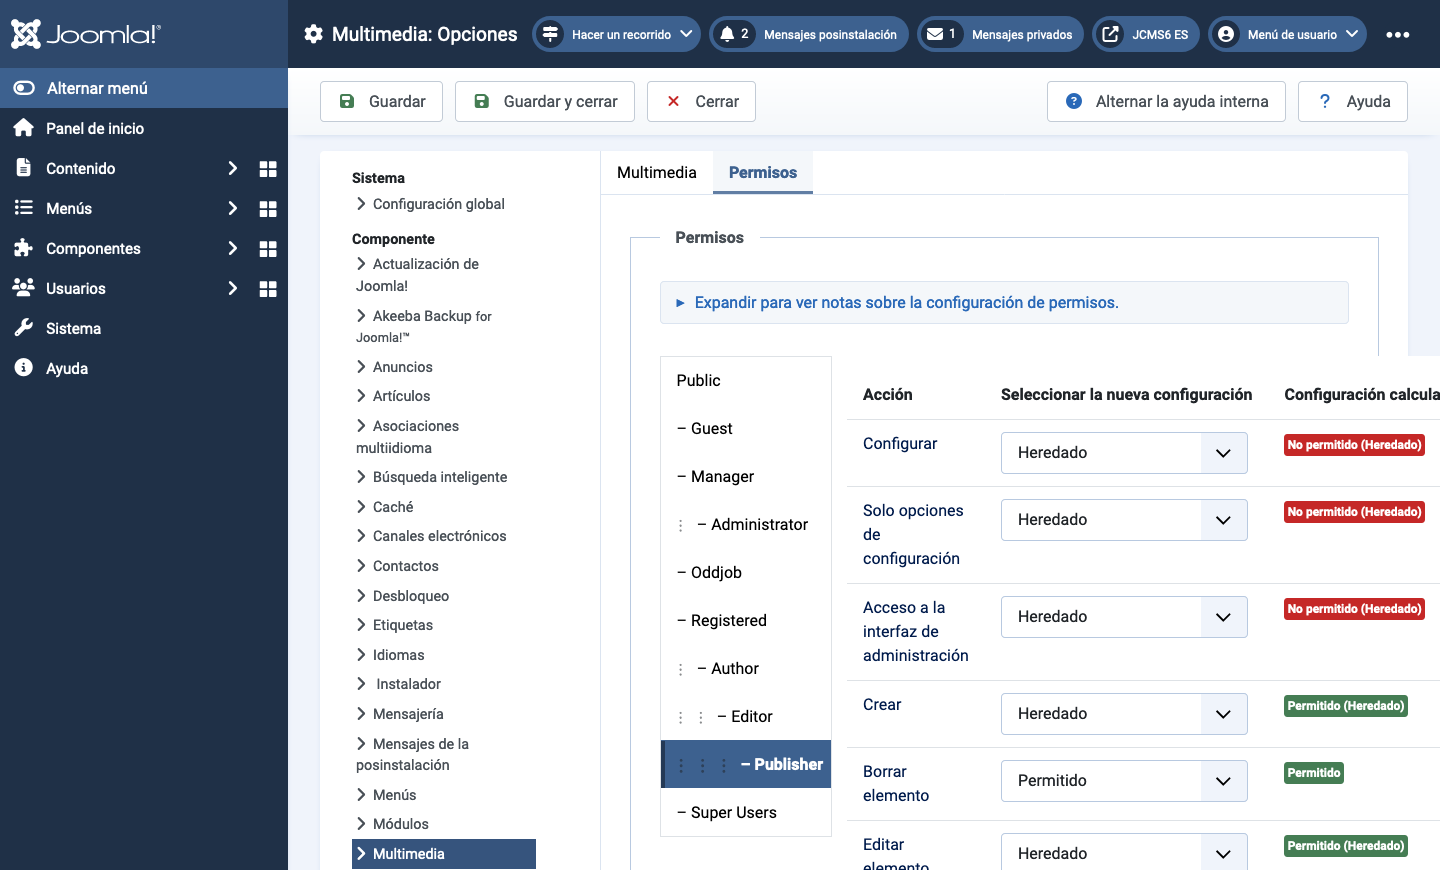 Joomla!®
Multimedia: Opciones
Hacer un recorrido
2 Mensajes posinstalación
1 Mensajes privados
JCMS6 ES
Menú de usuario
Alternar menú
Panel de inicio
Contenido
Menús
Componentes
Usuarios
Sistema
Ayuda
Guardar
Guardar y cerrar
Cerrar
Alternar la ayuda interna
? Ayuda
Sistema
Configuración global
Componente
Actualización de
Joomla!
Akeeba Backup for
Joomla!™
Anuncios
Artículos
Asociaciones
multiidioma
Búsqueda inteligente
Caché
Canales electrónicos
Contactos
Desbloqueo
Etiquetas
Idiomas
Instalador
Mensajería
Mensajes de la
posinstalación
Menús
Módulos
Multimedia
Multimedia
Permisos
Permisos
Expandir para ver notas sobre la configuración de permisos.
Public
– Guest
– Manager
– Administrator
– Oddjob
– Registered
– Author
– Editor
– Publisher
– Super Users
Acción Seleccionar la nueva configuración Configuración calcula
Configurar Heredado No permitido (Heredado)
Solo opciones
de
configuración
Heredado No permitido (Heredado)
Acceso a la
interfaz de
administración
Heredado No permitido (Heredado)
Crear Heredado Permitido (Heredado)
Borrar
elemento
Permitido Permitido
Editar
elemento
Heredado Permitido (Heredado)